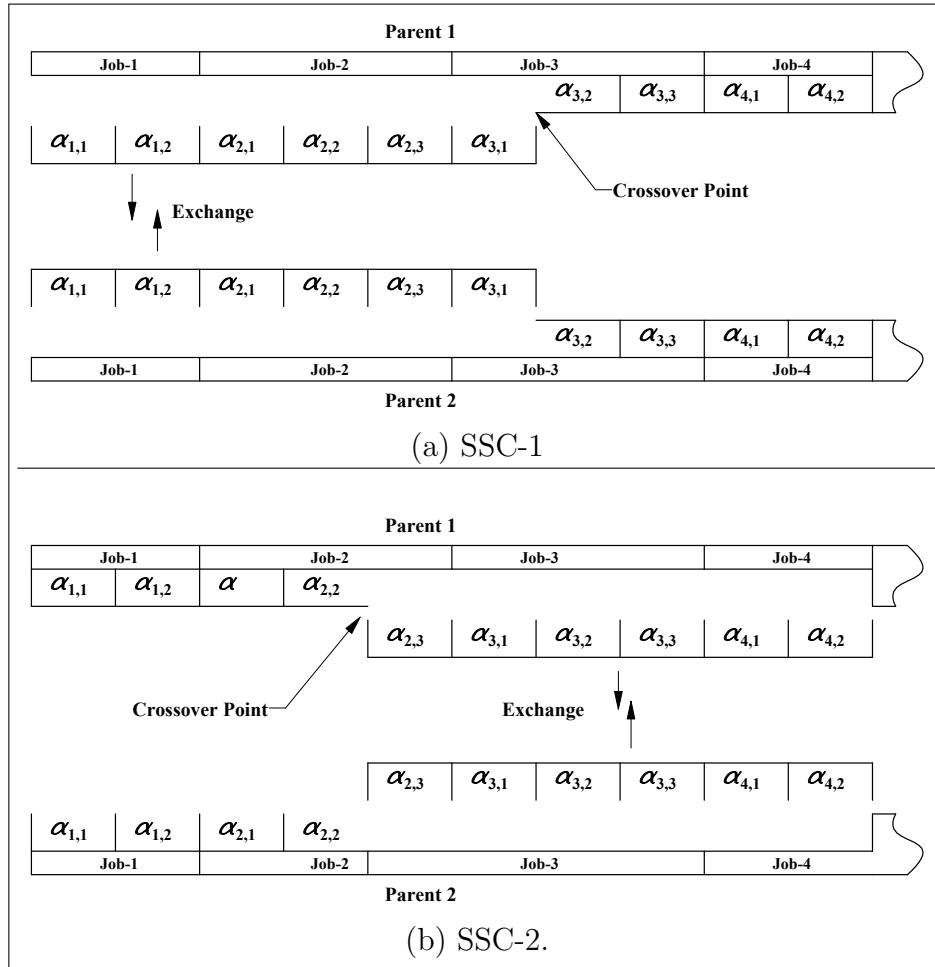 Parent 1
Job-1 Job-2 Job-3 Job-4
α3,2 α3,3 α4,1 α4,2
α1,1 α1,2 α2,1 α2,2 α2,3 α3,1
Crossover Point
Exchange
α1,1 α1,2 α2,1 α2,2 α2,3 α3,1
α3,2 α3,3 α4,1 α4,2
Job-1 Job-2 Job-3 Job-4
Parent 2
(a) SSC-1
Parent 1
Job-1 Job-2 Job-3 Job-4
α1,1 α1,2 α α2,2
α2,3 α3,1 α3,2 α3,3 α4,1 α4,2
Crossover Point Exchange
α2,3 α3,1 α3,2 α3,3 α4,1 α4,2
α1,1 α1,2 α2,1 α2,2
Job-1 Job-2 Job-3 Job-4
Parent 2
(b) SSC-2.